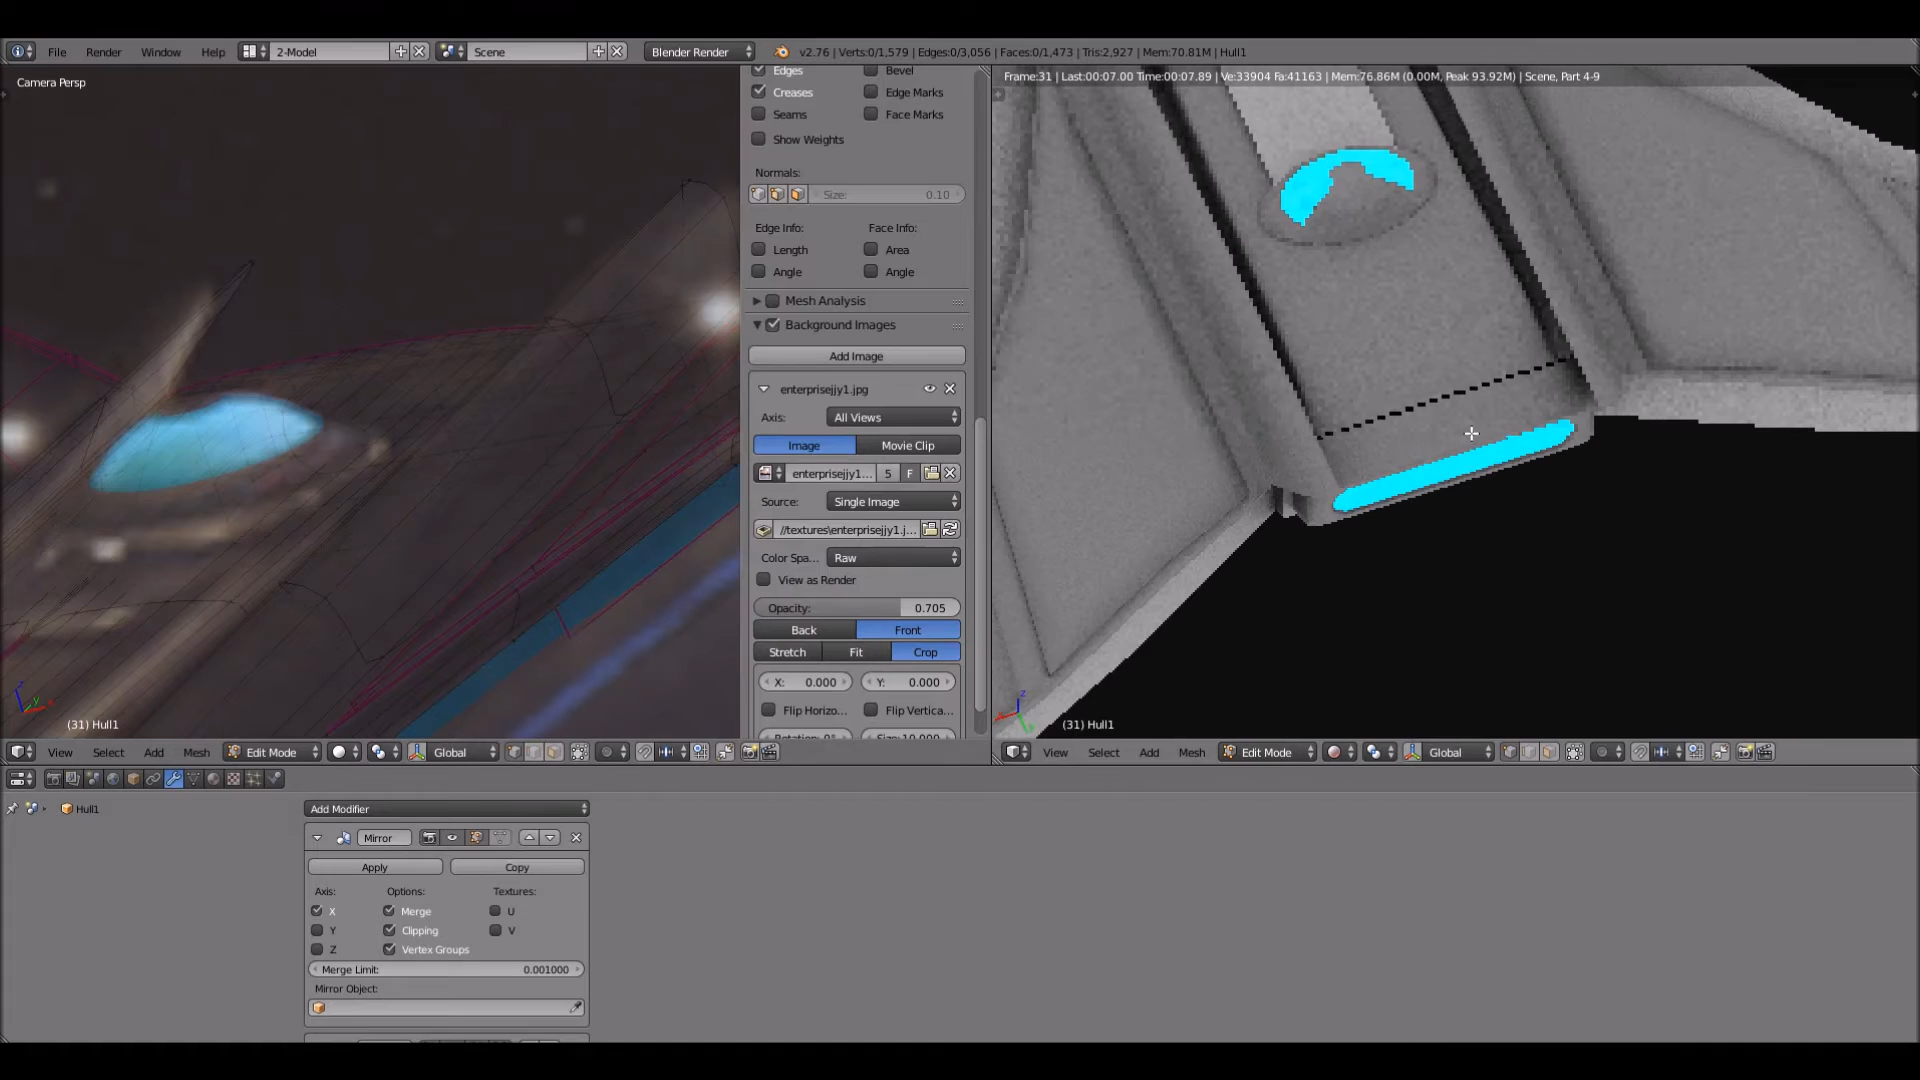 File Render Window Help 2-Model Scene Blender Render v2.76 | Verts:0/1,579 | Edges:0/3,056 | Faces:0/1,473 | Tris:2,927 | Mem:70.81M | Hull1
Camera Persp
Edges Bevel
Creases Edge Marks
Seams Face Marks
Show Weights
Normals:
Size: 0.10
Edge Info: Face Info:
Length Area
Angle Angle
Mesh Analysis
Background Images
Add Image
enterprisejjy1.jpg
Axis: All Views
Image Movie Clip
enterprisejjy1... 5 F
Source: Single Image
//textures\enterprisejjy1.j...
Color Spa... Raw
View as Render
Opacity: 0.705
Back Front
Stretch Fit Crop
X: 0.000 Y: 0.000
Flip Horizo... Flip Vertica...
(31) Hull1
Frame:31 | Last:00:07.00 Time:00:07.89 | Ve:33904 Fa:41163 | Mem:76.86M (0.00M, Peak 93.92M) | Scene, Part 4-9
(31) Hull1
View Select Add Mesh Edit Mode Global
View Select Add Mesh Edit Mode Global
Hull1
Add Modifier
Mirror
Apply Copy
Axis: Options: Textures:
X Merge U
Y Clipping V
Z Vertex Groups
Merge Limit: 0.001000
Mirror Object: